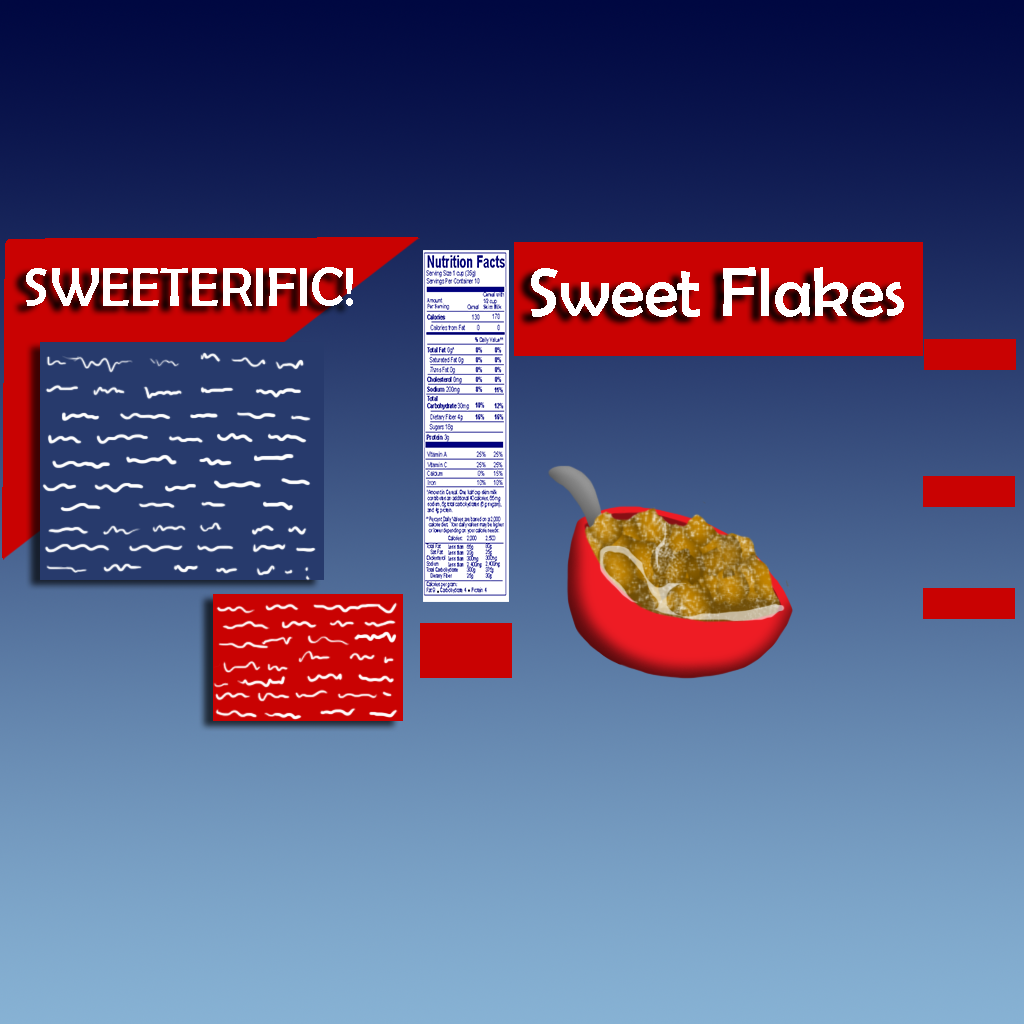 SWEETERIFIC!
Nutrition Facts
Serving Size 1 cup (35g)
Servings Per Container 10
Amount Per Serving Cereal
Cereal with 1/2 cup Skim Milk
Calories 130 170
Calories from Fat 0 0
% Daily Value**
Total Fat 0g* 0% 0%
Saturated Fat 0g 0% 0%
Trans Fat 0g
Cholesterol 0mg 0% 0%
Sodium 200mg 8% 11%
Total
Carbohydrate 30mg 10% 12%
Dietary Fiber 4g 16% 16%
Sugars 18g
Protein 3g
Vitamin A 25% 25%
Vitamin C 25% 25%
Calcium 0% 15%
Iron 10% 10%
* Percent Daily Values are based on a 2,000
calorie diet. Your daily values may be higher
or lower depending on your calorie needs.
Calories 2,000 2,500
Total Fat Less than 65g 80g
Sat Fat Less than 20g 25g
Cholesterol Less than 300mg 300mg
Sodium Less than 2,400mg 2,400mg
Total Carbohydrate 300g 375g
Dietary Fiber 25g 30g
Calories per gram:
Fat 9 • Carbohydrate 4 • Protein 4
Sweet Flakes